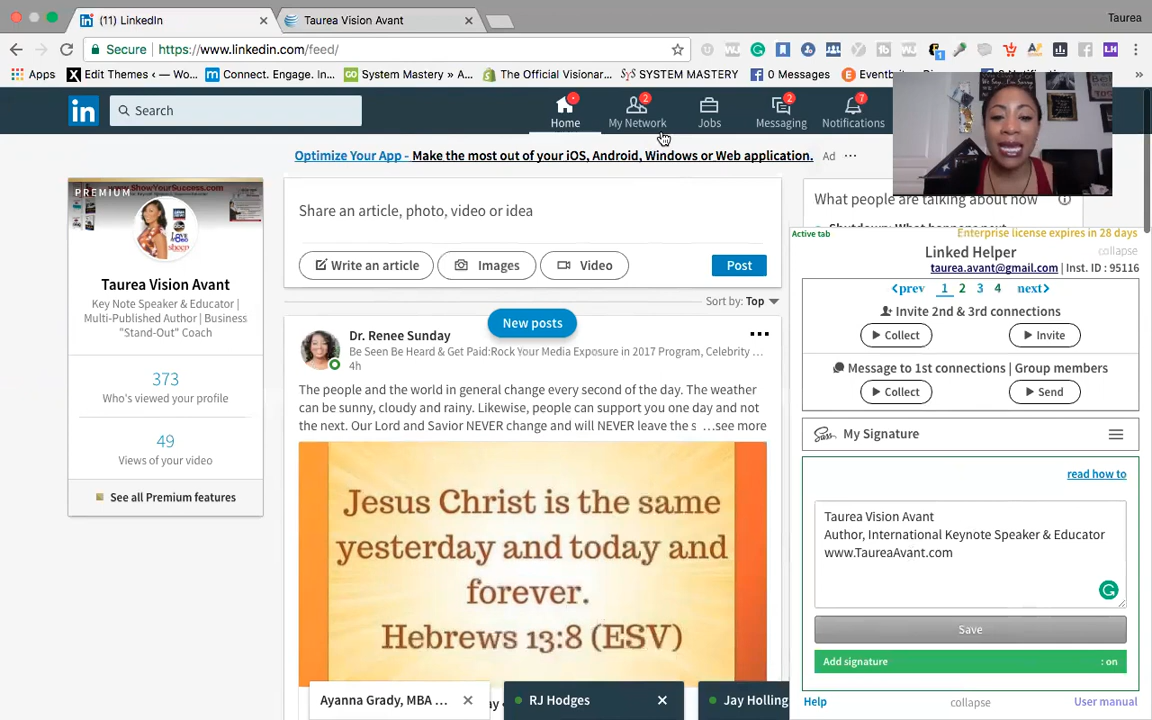 (11) LinkedIn
Taurea Vision Avant
Taurea
Secure
https://www.linkedin.com/feed/
Apps
Edit Themes ‹ — Wo...
Connect. Engage. In...
System Mastery » A...
The Official Visionar...
SYSTEM MASTERY
0 Messages
Eventbri
»
in
Search
Home
2
My Network
Jobs
2
Messaging
7
Notifications
Optimize Your App - Make the most out of your iOS, Android, Windows or Web application.
Ad
PREMIUM
www.ShowYourSuccess.com
Taurea Vision Avant
Key Note Speaker & Educator |
Multi-Published Author | Business
"Stand-Out" Coach
373
Who's viewed your profile
49
Views of your video
See all Premium features
Share an article, photo, video or idea
Write an article
Images
Video
Post
Sort by: Top
New posts
Dr. Renee Sunday
Be Seen Be Heard & Get Paid:Rock Your Media Exposure in 2017 Program, Celebrity ...
4h
The people and the world in general change every second of the day. The weather
can be sunny, cloudy and rainy. Likewise, people can support you one day and not
the next. Our Lord and Savior NEVER change and will NEVER leave the s ...see more
Jesus Christ is the same
yesterday and today and
forever.
Hebrews 13:8 (ESV)
Ayanna Grady, MBA ...
RJ Hodges
Jay Holling
What people are talking about now
Active tab
Enterprise license expires in 28 days
Linked Helper
collapse
taurea.avant@gmail.com | Inst. ID : 95116
prev 1 2 3 4 next
Invite 2nd & 3rd connections
Collect
Invite
Message to 1st connections | Group members
Collect
Send
My Signature
read how to
Taurea Vision Avant
Author, International Keynote Speaker & Educator
www.TaureaAvant.com
Save
Add signature : on
Help
collapse
User manual